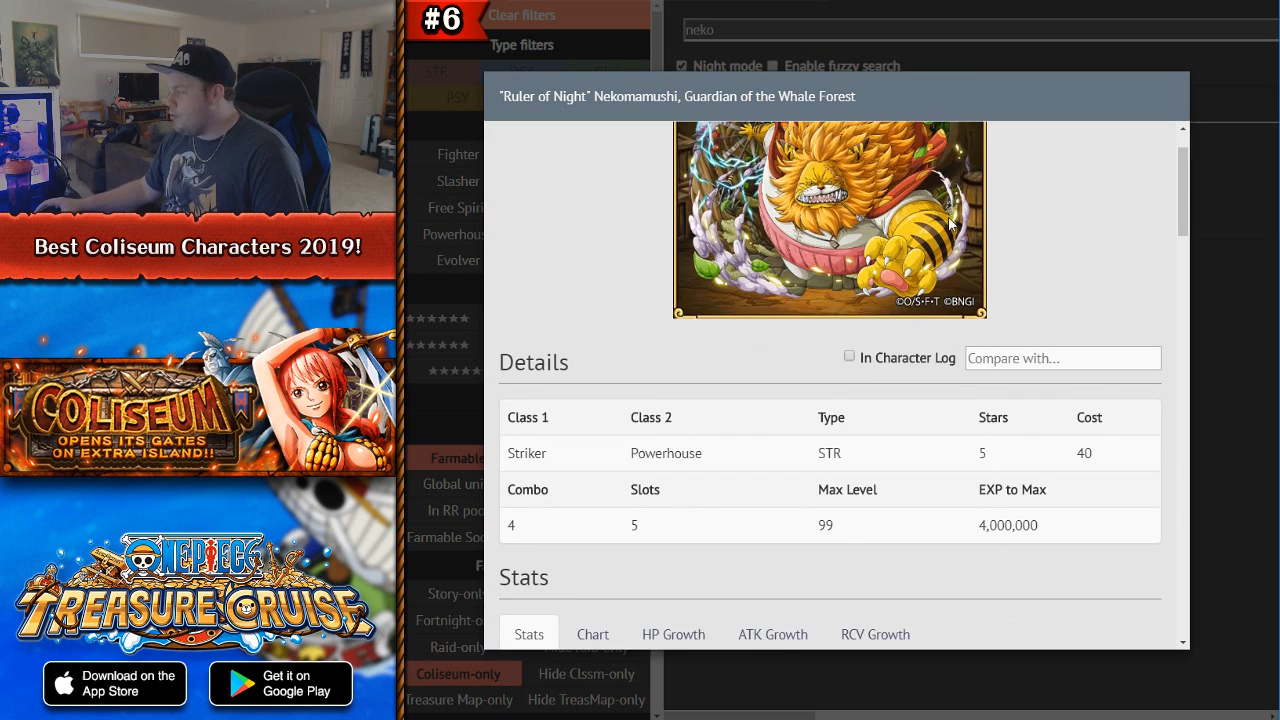 #6
Best Coliseum Characters 2019!
COLISEUM
OPENS ITS GATES
ON EXTRA ISLAND!!
ONE PIECE
TREASURE CRUISE
Download on the
App Store
Get it on
Google Play
Clear filters
Type filters
STR
PSY
Fighter
Slasher
Free Spiri
Powerhous
Evolver
★★★★★★
★★★★★★
★★★★★
Farmable
Global uni
In RR poo
Farmable Soc
F
Story-only
Fortnight-o
Raid-only
Coliseum-only
Hide Clssm-only
Treasure Map-only
Hide TreasMap-only
neko
Night mode
Enable fuzzy search
"Ruler of Night" Nekomamushi, Guardian of the Whale Forest
©O/S・F・T ©BNGI
Details
In Character Log
Compare with...
Class 1 Class 2 Type Stars Cost
Striker Powerhouse STR 5 40
Combo Slots Max Level EXP to Max
4 5 99 4,000,000
Stats
Stats Chart HP Growth ATK Growth RCV Growth